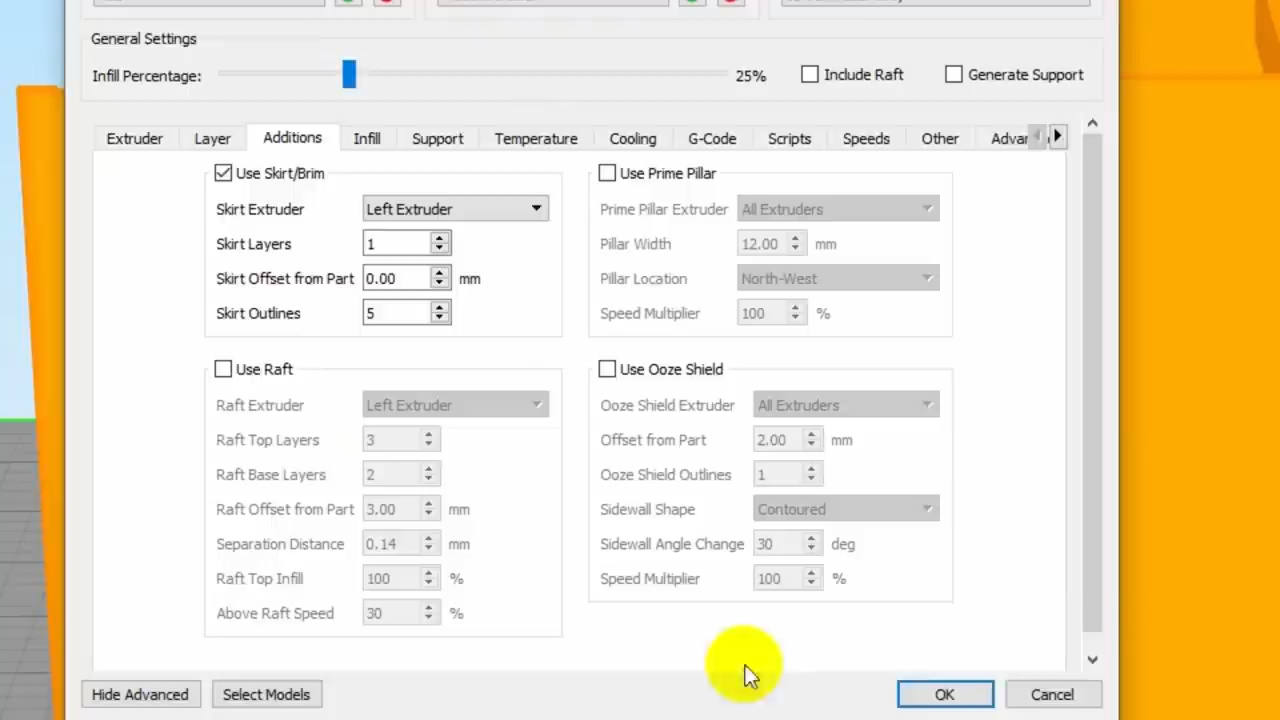 General Settings
Infill Percentage: 25% Include Raft Generate Support
Extruder Layer Additions Infill Support Temperature Cooling G-Code Scripts Speeds Other
Use Skirt/Brim
Skirt Extruder Left Extruder
Skirt Layers 1
Skirt Offset from Part 0.00 mm
Skirt Outlines 5
Use Prime Pillar
Prime Pillar Extruder All Extruders
Pillar Width 12.00 mm
Pillar Location North-West
Speed Multiplier 100 %
Use Raft
Raft Extruder Left Extruder
Raft Top Layers 3
Raft Base Layers 2
Raft Offset from Part 3.00 mm
Separation Distance 0.14 mm
Raft Top Infill 100 %
Above Raft Speed 30 %
Use Ooze Shield
Ooze Shield Extruder All Extruders
Offset from Part 2.00 mm
Ooze Shield Outlines 1
Sidewall Shape Contoured
Sidewall Angle Change 30 deg
Speed Multiplier 100 %
Hide Advanced Select Models OK Cancel